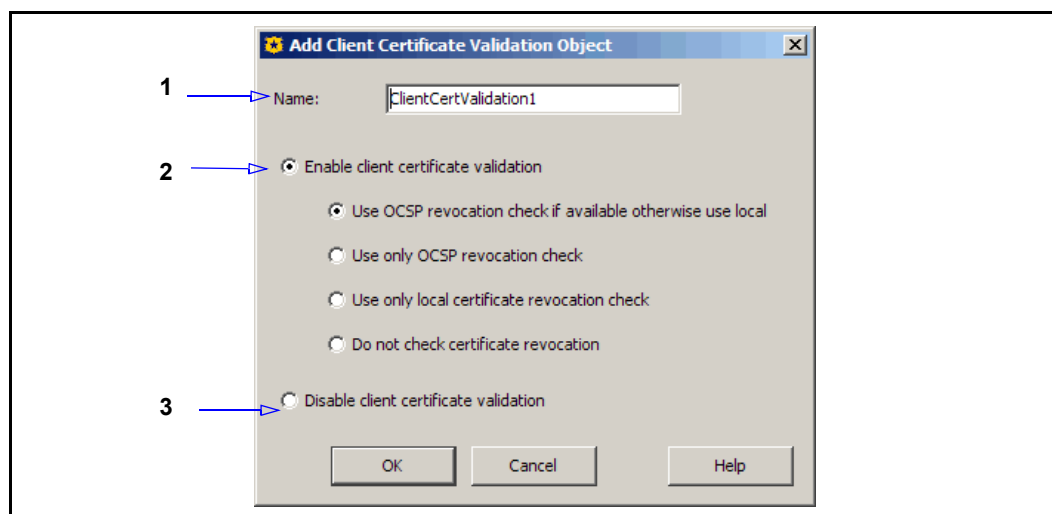 Add Client Certificate Validation Object
1
Name: ClientCertValidation1
2
Enable client certificate validation
Use OCSP revocation check if available otherwise use local
Use only OCSP revocation check
Use only local certificate revocation check
Do not check certificate revocation
3
Disable client certificate validation
OK Cancel Help